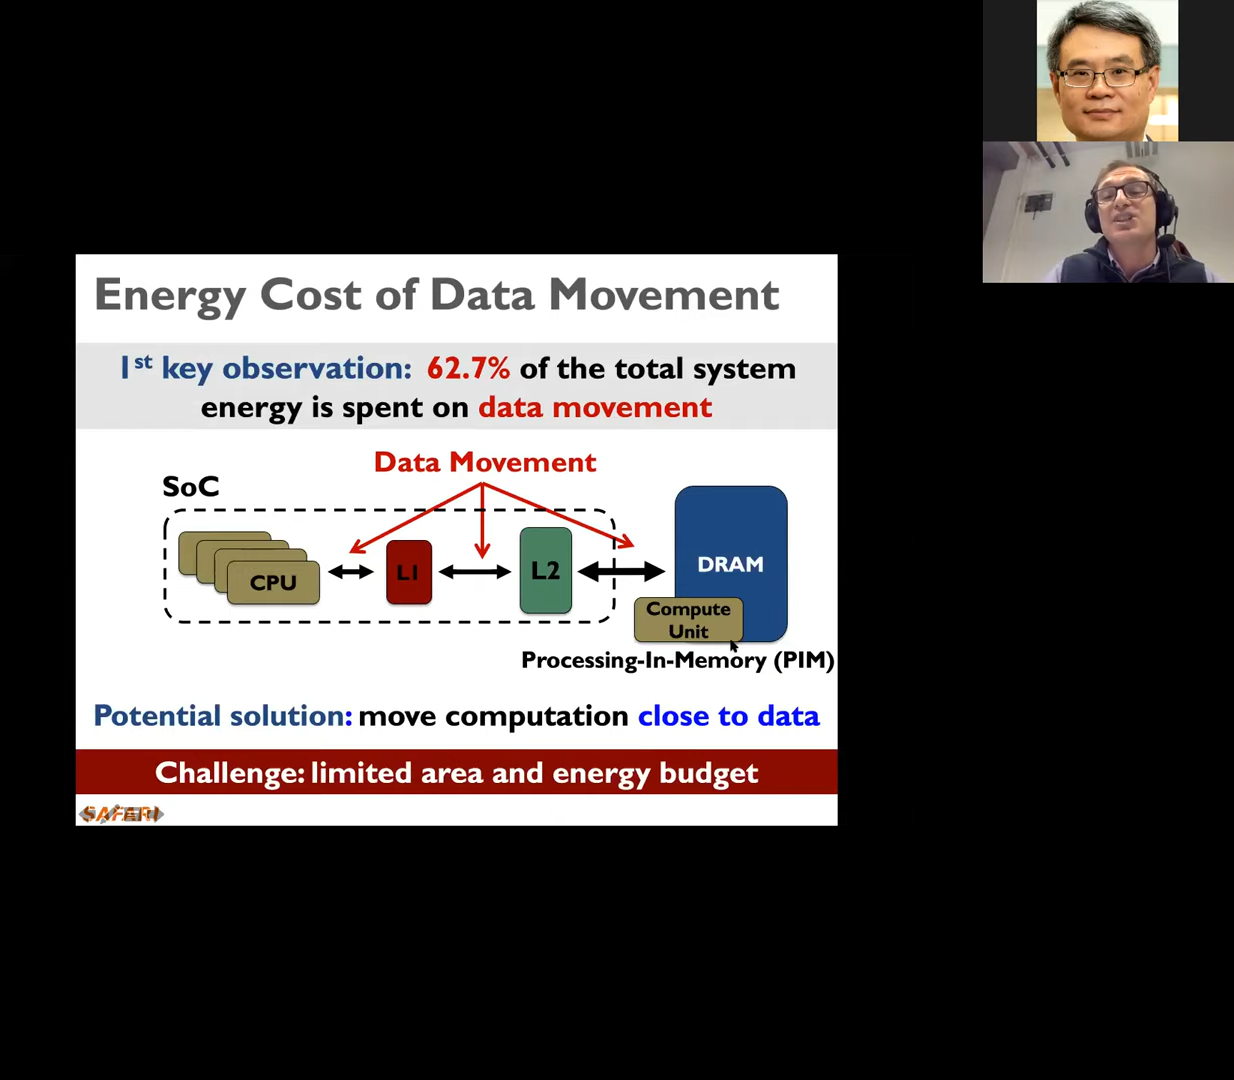 Energy Cost of Data Movement
1st key observation: 62.7% of the total system
energy is spent on data movement
Data Movement
SoC
CPU
L1
L2
DRAM
Compute
Unit
Processing-In-Memory (PIM)
Potential solution: move computation close to data
Challenge: limited area and energy budget
SAFARI